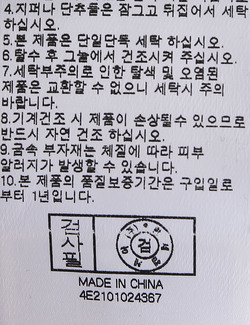 4.지퍼나 단추들은 잠그고 뒤집어서 세탁
하십시오.
5.본 제품은 단일단독 세탁 하십시오.
6.탈수 후 그늘에서 건조시켜 주십시오.
7.세탁부주의로 인한 탈색 및 오염된
제품은 교환할 수 없으니 세탁시 주의
바랍니다.
8.기계건조 시 제품이 손상될수 있으므로
반드시 자연 건조 하십시오.
9.금속 부자재는 체질에 따라 피부
알러지가 발생할 수 있습니다.
10.본 제품의 품질보증기간은 구입일로
부터 1년입니다.
검사필
검
MADE IN CHINA
4E2101024367